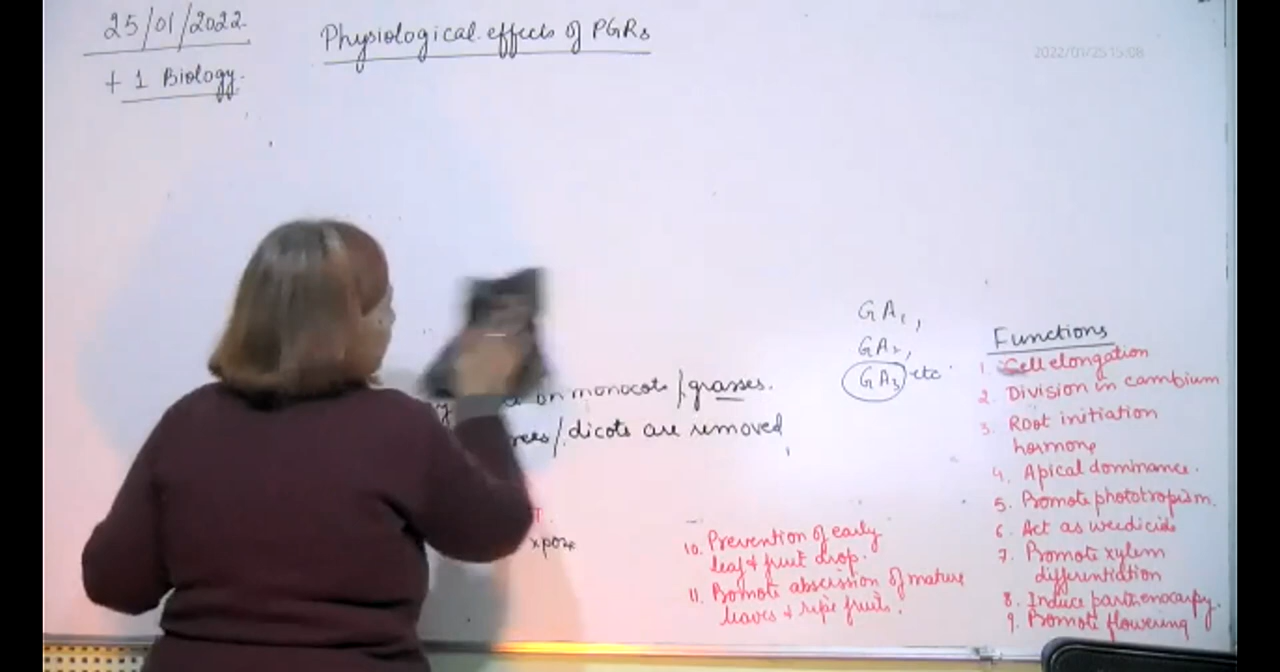 25/01/2022
+ 1 Biology
Physiological effects of PGRs
2022/01/25 15:08
GA1,
GA2,
GA3 etc
on monocots/grasses.
/dicots are removed,
Functions
1. Cell elongation
2. Division in cambium
3. Root initiation
hormone
4. Apical dominance.
5. Promote phototropism.
6. Act as weedicide
7. Promote xylem
differentiation
8. Induce parthenocarpy.
9. Promote flowering
10. Prevention of early
leaf & fruit drop.
11. Promote abscission of mature
leaves & ripe fruits.